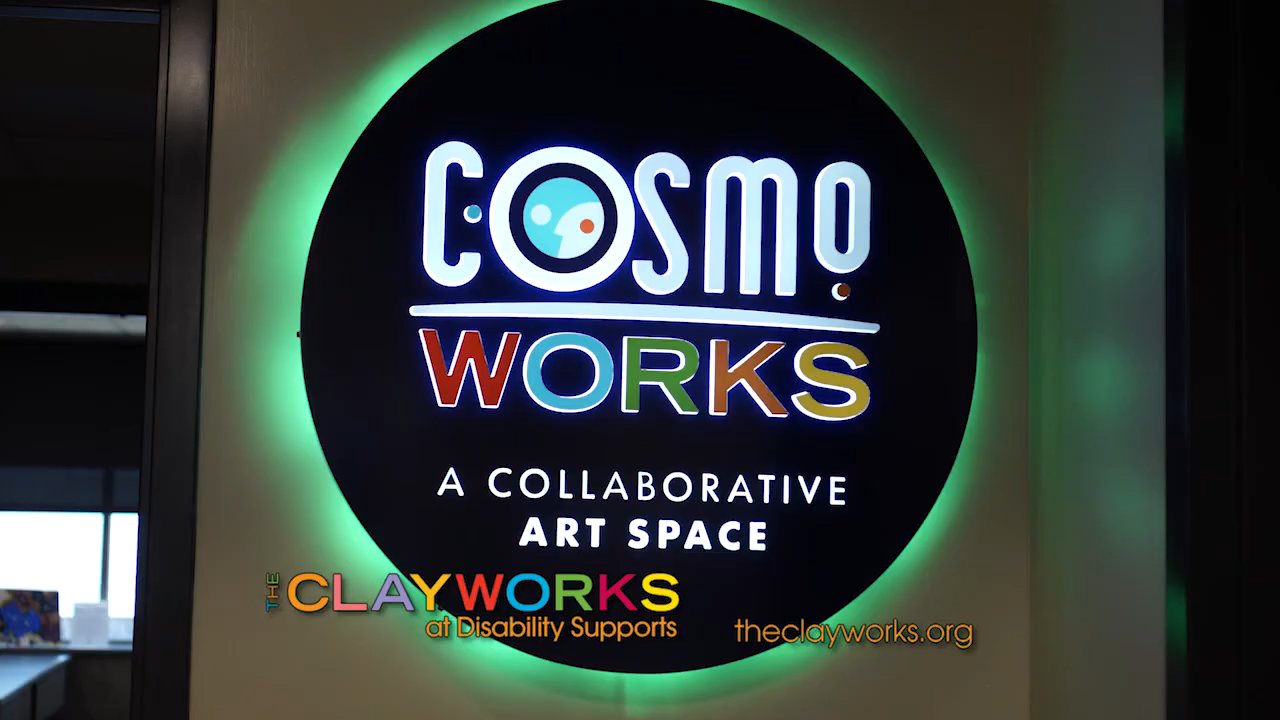 COSMO
WORKS
A COLLABORATIVE
ART SPACE
THE CLAYWORKS
at Disability Supports
theclayworks.org